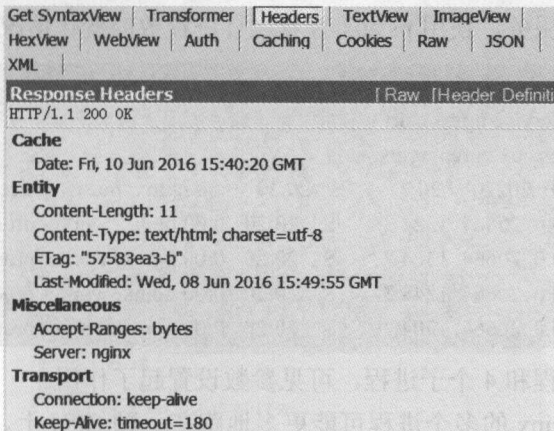 Get SyntaxView | Transformer | Headers | TextView | ImageView |
HexView | WebView | Auth | Caching | Cookies | Raw | JSON |
XML |
Response Headers [ Raw [Header Definiti
HTTP/1.1 200 OK
Cache
Date: Fri, 10 Jun 2016 15:40:20 GMT
Entity
Content-Length: 11
Content-Type: text/html; charset=utf-8
ETag: "57583ea3-b"
Last-Modified: Wed, 08 Jun 2016 15:49:55 GMT
Miscellaneous
Accept-Ranges: bytes
Server: nginx
Transport
Connection: keep-alive
Keep-Alive: timeout=180